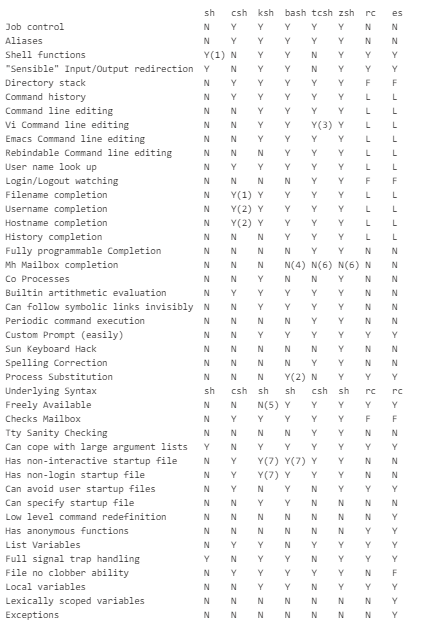 sh csh ksh bash tcsh zsh rc es
Job control N Y Y Y Y Y N N
Aliases N Y Y Y Y Y N N
Shell functions Y(1) N Y Y N Y Y Y
"Sensible" Input/Output redirection Y N Y Y N Y Y Y
Directory stack N Y Y Y Y Y F F
Command history N Y Y Y Y Y L L
Command line editing N N Y Y Y Y L L
Vi Command line editing N N Y Y Y(3) Y L L
Emacs Command line editing N N Y Y Y Y L L
Rebindable Command line editing N N N Y Y Y L L
User name look up N Y Y Y Y Y L L
Login/Logout watching N N N N Y Y F F
Filename completion N Y(1) Y Y Y Y L L
Username completion N Y(2) Y Y Y Y L L
Hostname completion N Y(2) Y Y Y Y L L
History completion N N N Y Y Y L L
Fully programmable Completion N N N N Y Y N N
Mh Mailbox completion N N N N(4) N(6) N(6) N N
Co Processes N N Y N N Y N N
Builtin artithmetic evaluation N Y Y Y Y Y N N
Can follow symbolic links invisibly N N Y Y Y Y N N
Periodic command execution N N N N Y Y N N
Custom Prompt (easily) N N Y Y Y Y Y Y
Sun Keyboard Hack N N N N N Y N N
Spelling Correction N N N N Y Y N N
Process Substitution N N N Y(2) N Y Y Y
Underlying Syntax sh csh sh sh csh sh rc rc
Freely Available N N N(5) Y Y Y Y Y
Checks Mailbox N Y Y Y Y Y F F
Tty Sanity Checking N N N N Y Y N N
Can cope with large argument lists Y N Y Y Y Y Y Y
Has non-interactive startup file N Y Y(7) Y(7) Y Y N N
Has non-login startup file N Y Y(7) Y Y Y N N
Can avoid user startup files N Y N Y N Y Y Y
Can specify startup file N N Y Y N N N N
Low level command redefinition N N N N N N N Y
Has anonymous functions N N N N N N Y Y
List Variables N Y Y N Y Y Y Y
Full signal trap handling Y N Y Y N Y Y Y
File no clobber ability N Y Y Y Y Y N F
Local variables N N Y Y N Y Y Y
Lexically scoped variables N N N N N N N Y
Exceptions N N N N N N N Y